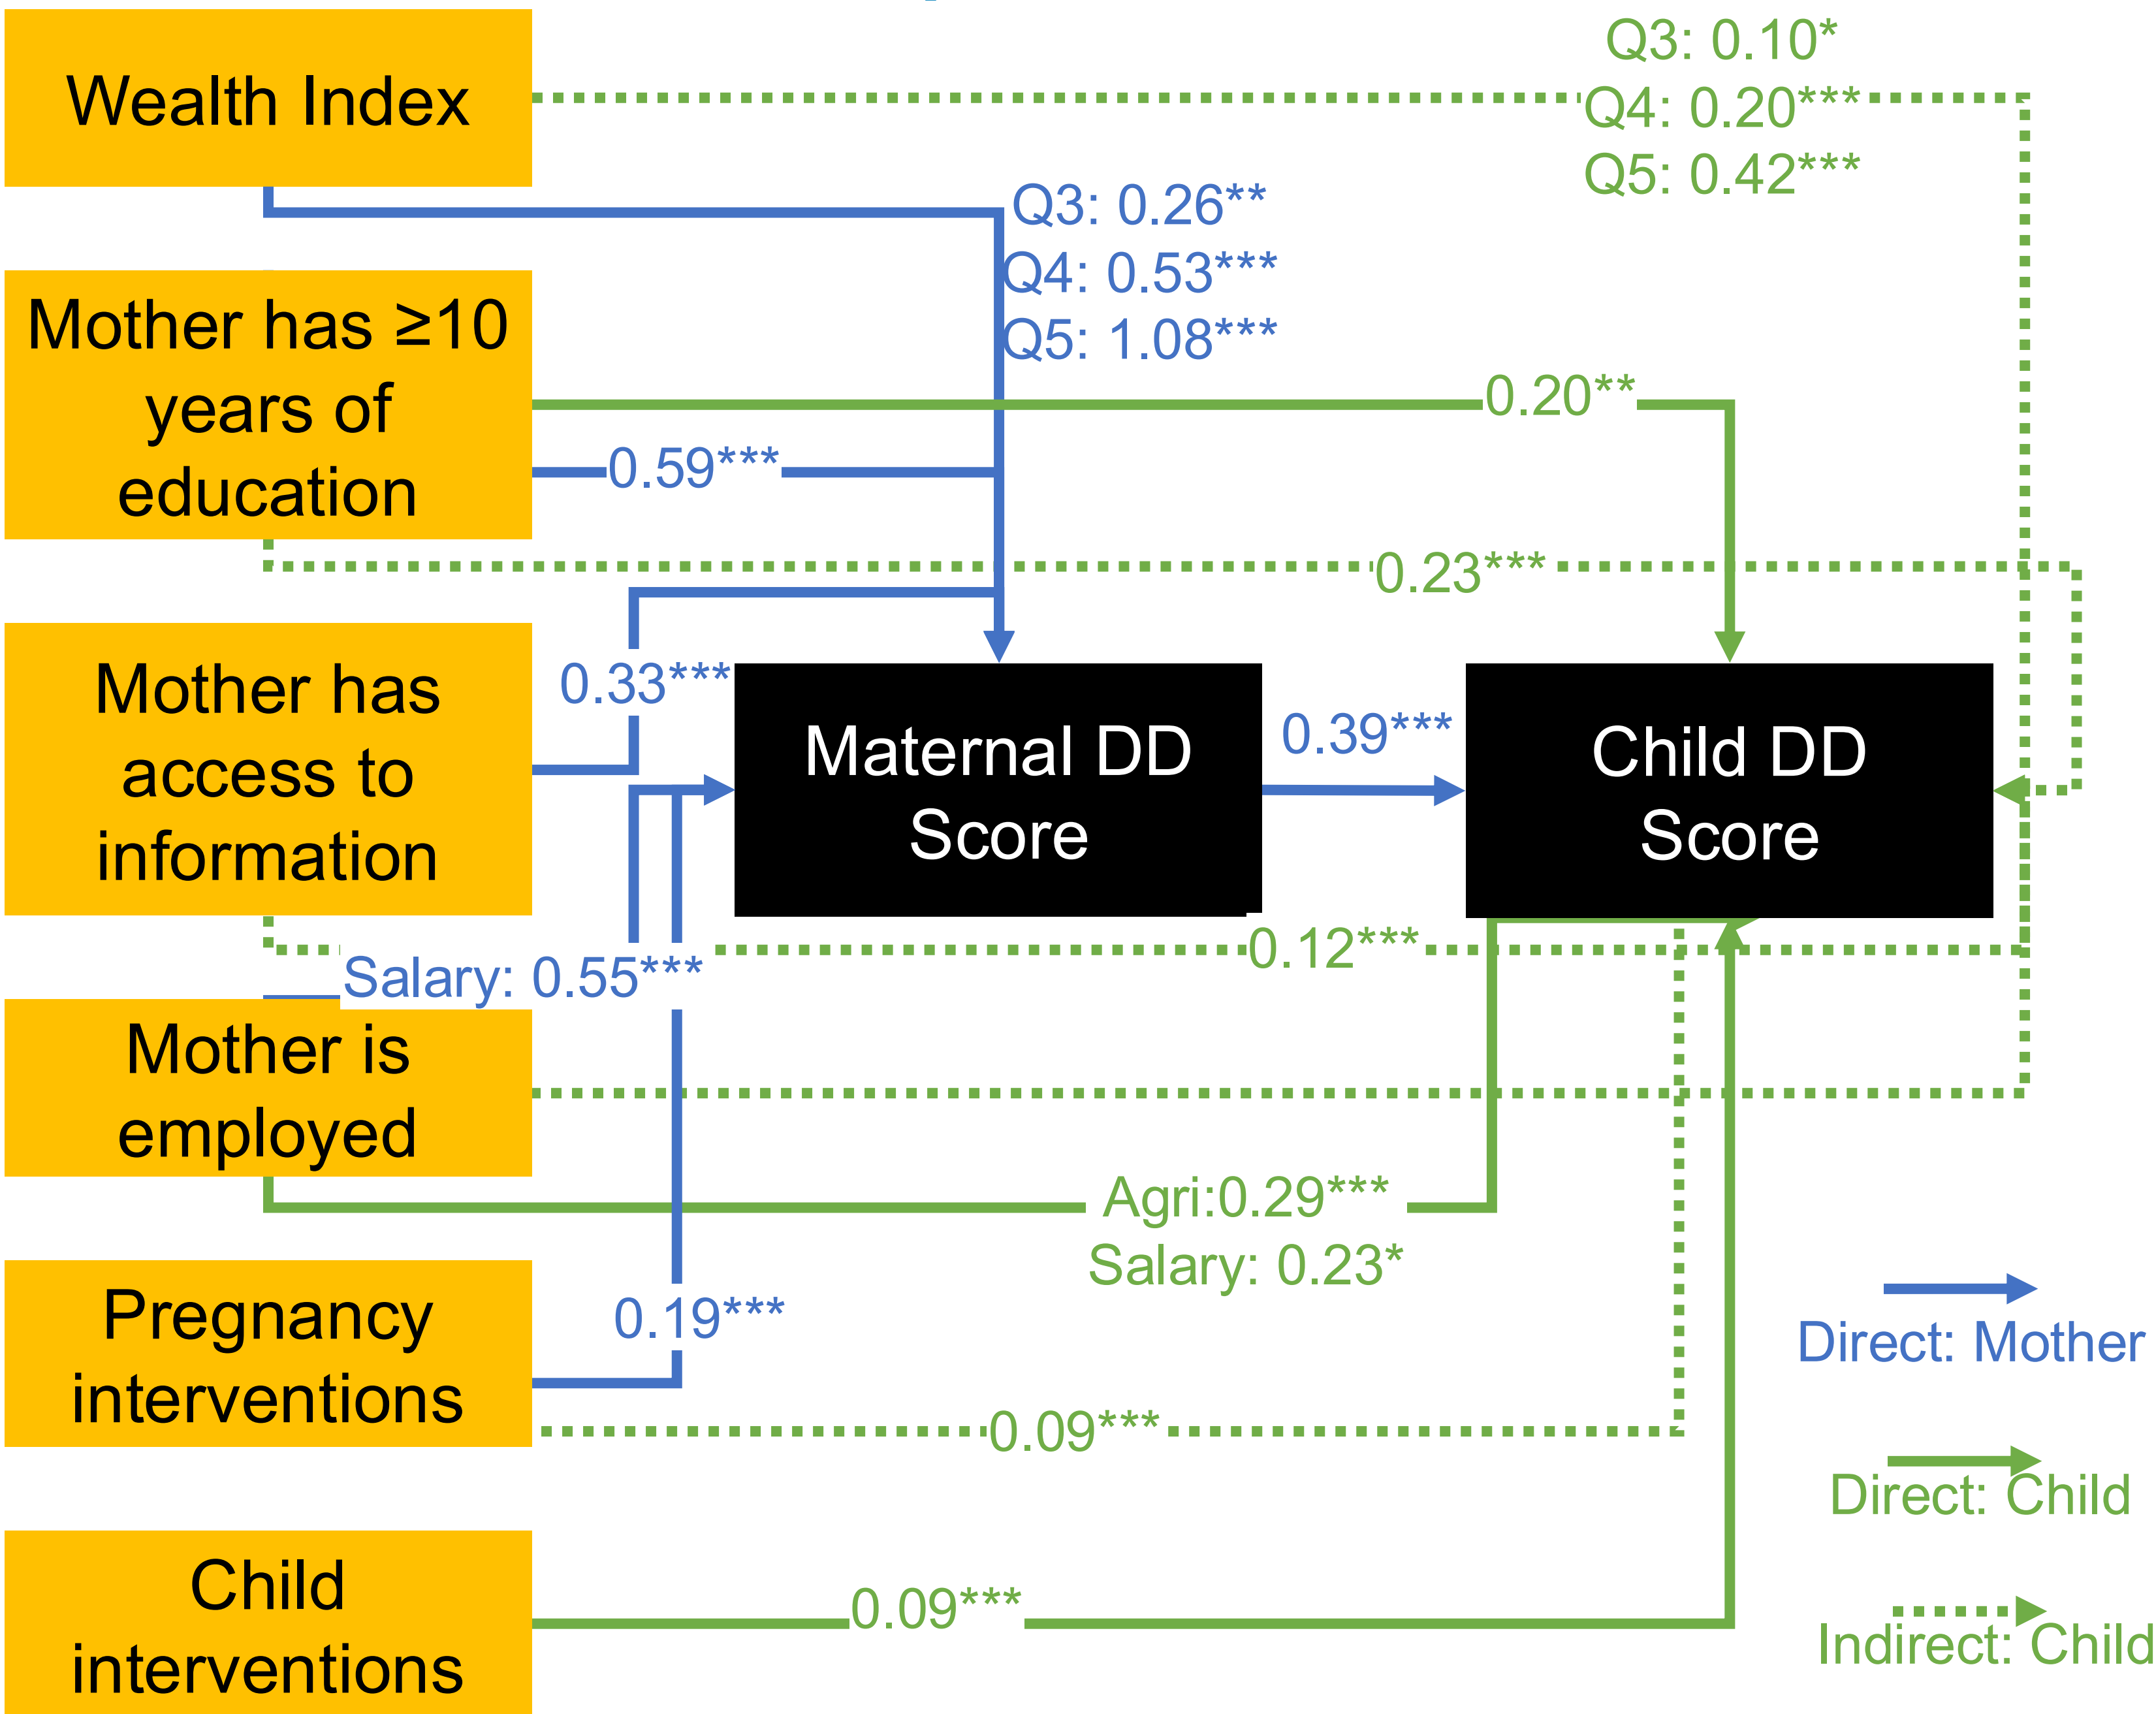 Wealth Index
Q3: 0.10*
Q4: 0.20***
Q5: 0.42***
Q3: 0.26**
Q4: 0.53***
Q5: 1.08***
Mother has ≥10
years of
education
0.20**
0.59***
0.23***
Mother has
access to
information
0.33***
Maternal DD
Score
0.39***
Child DD
Score
0.12***
Salary: 0.55***
Mother is
employed
Agri:0.29***
Salary: 0.23*
Pregnancy
interventions
0.19***
0.09***
Direct: Mother
Direct: Child
Child
interventions
0.09***
Indirect: Child